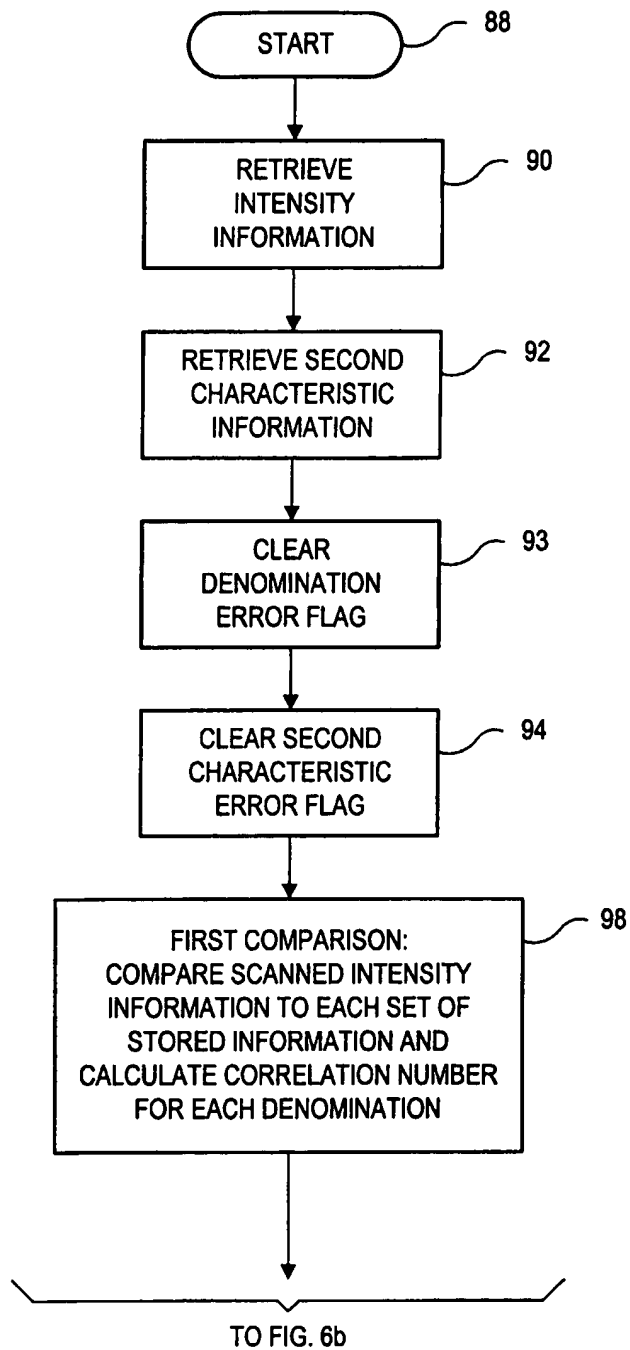 START
88
RETRIEVE
INTENSITY
INFORMATION
90
RETRIEVE SECOND
CHARACTERISTIC
INFORMATION
92
CLEAR
DENOMINATION
ERROR FLAG
93
CLEAR SECOND
CHARACTERISTIC
ERROR FLAG
94
FIRST COMPARISON:
COMPARE SCANNED INTENSITY
INFORMATION TO EACH SET OF
STORED INFORMATION AND
CALCULATE CORRELATION NUMBER
FOR EACH DENOMINATION
98
TO FIG. 6b